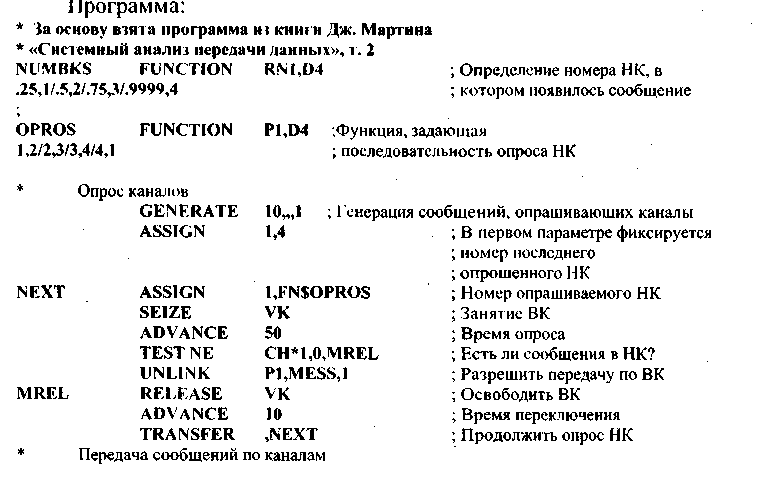 Программа:
* За основу взята программа из книги Дж. Мартина
* «Системный анализ передачи данных», т. 2
NUMBKS FUNCTION RN1,D4 ; Определение номера НК, в
.25,1/.5,2/.75,3/.9999,4 ; котором появилось сообщение
;
OPROS FUNCTION P1,D4 ;Функция, задающая
1,2/2,3/3,4/4,1 ; последовательность опроса НК
* Опрос каналов
GENERATE 10,,,1 ; Генерация сообщений, опрашивающих каналы
ASSIGN 1,4 ; В первом параметре фиксируется
; номер последнего
; опрошенного НК
NEXT ASSIGN 1,FN$OPROS ; Номер опрашиваемого НК
SEIZE VK ; Занятие ВК
ADVANCE 50 ; Время опроса
TEST NE CH*1,0,MREL ; Есть ли сообщения в НК?
UNLINK P1,MESS,1 ; Разрешить передачу по ВК
MREL RELEASE VK ; Освободить ВК
ADVANCE 10 ; Время переключения
TRANSFER ,NEXT ; Продолжить опрос НК
* Передача сообщений по каналам